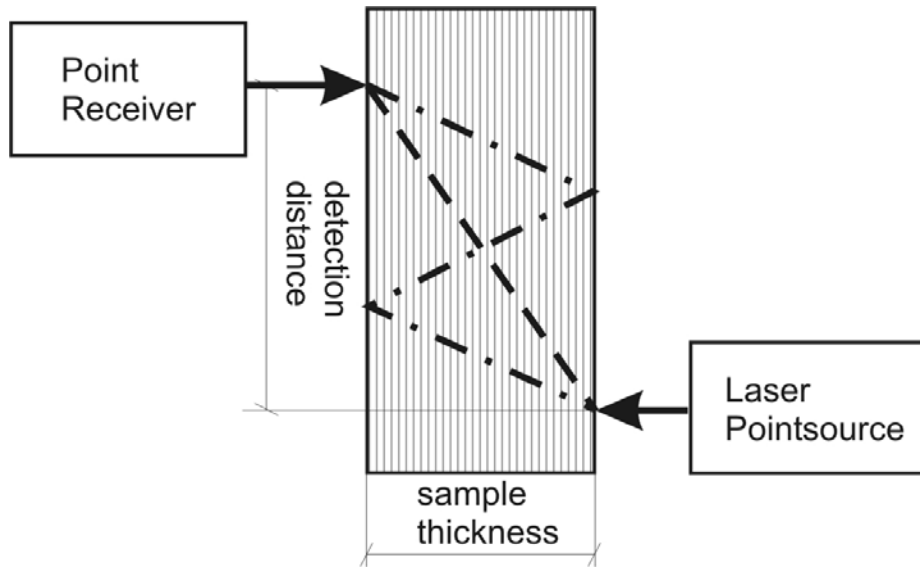 Point
Receiver
detection
distance
Laser
Pointsource
sample
thickness